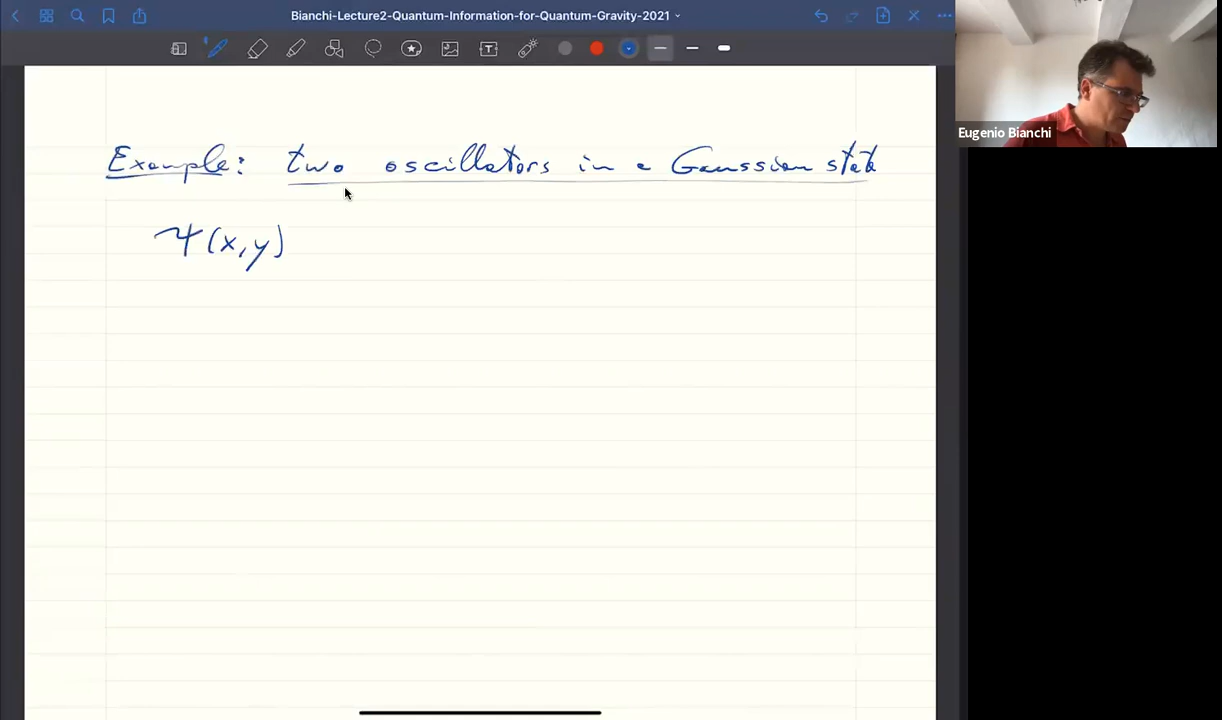 Bianchi-Lecture2-Quantum-Information-for-Quantum-Gravity-2021
Eugenio Bianchi
Example: two oscillators in a Gaussian state
Ψ(x,y)